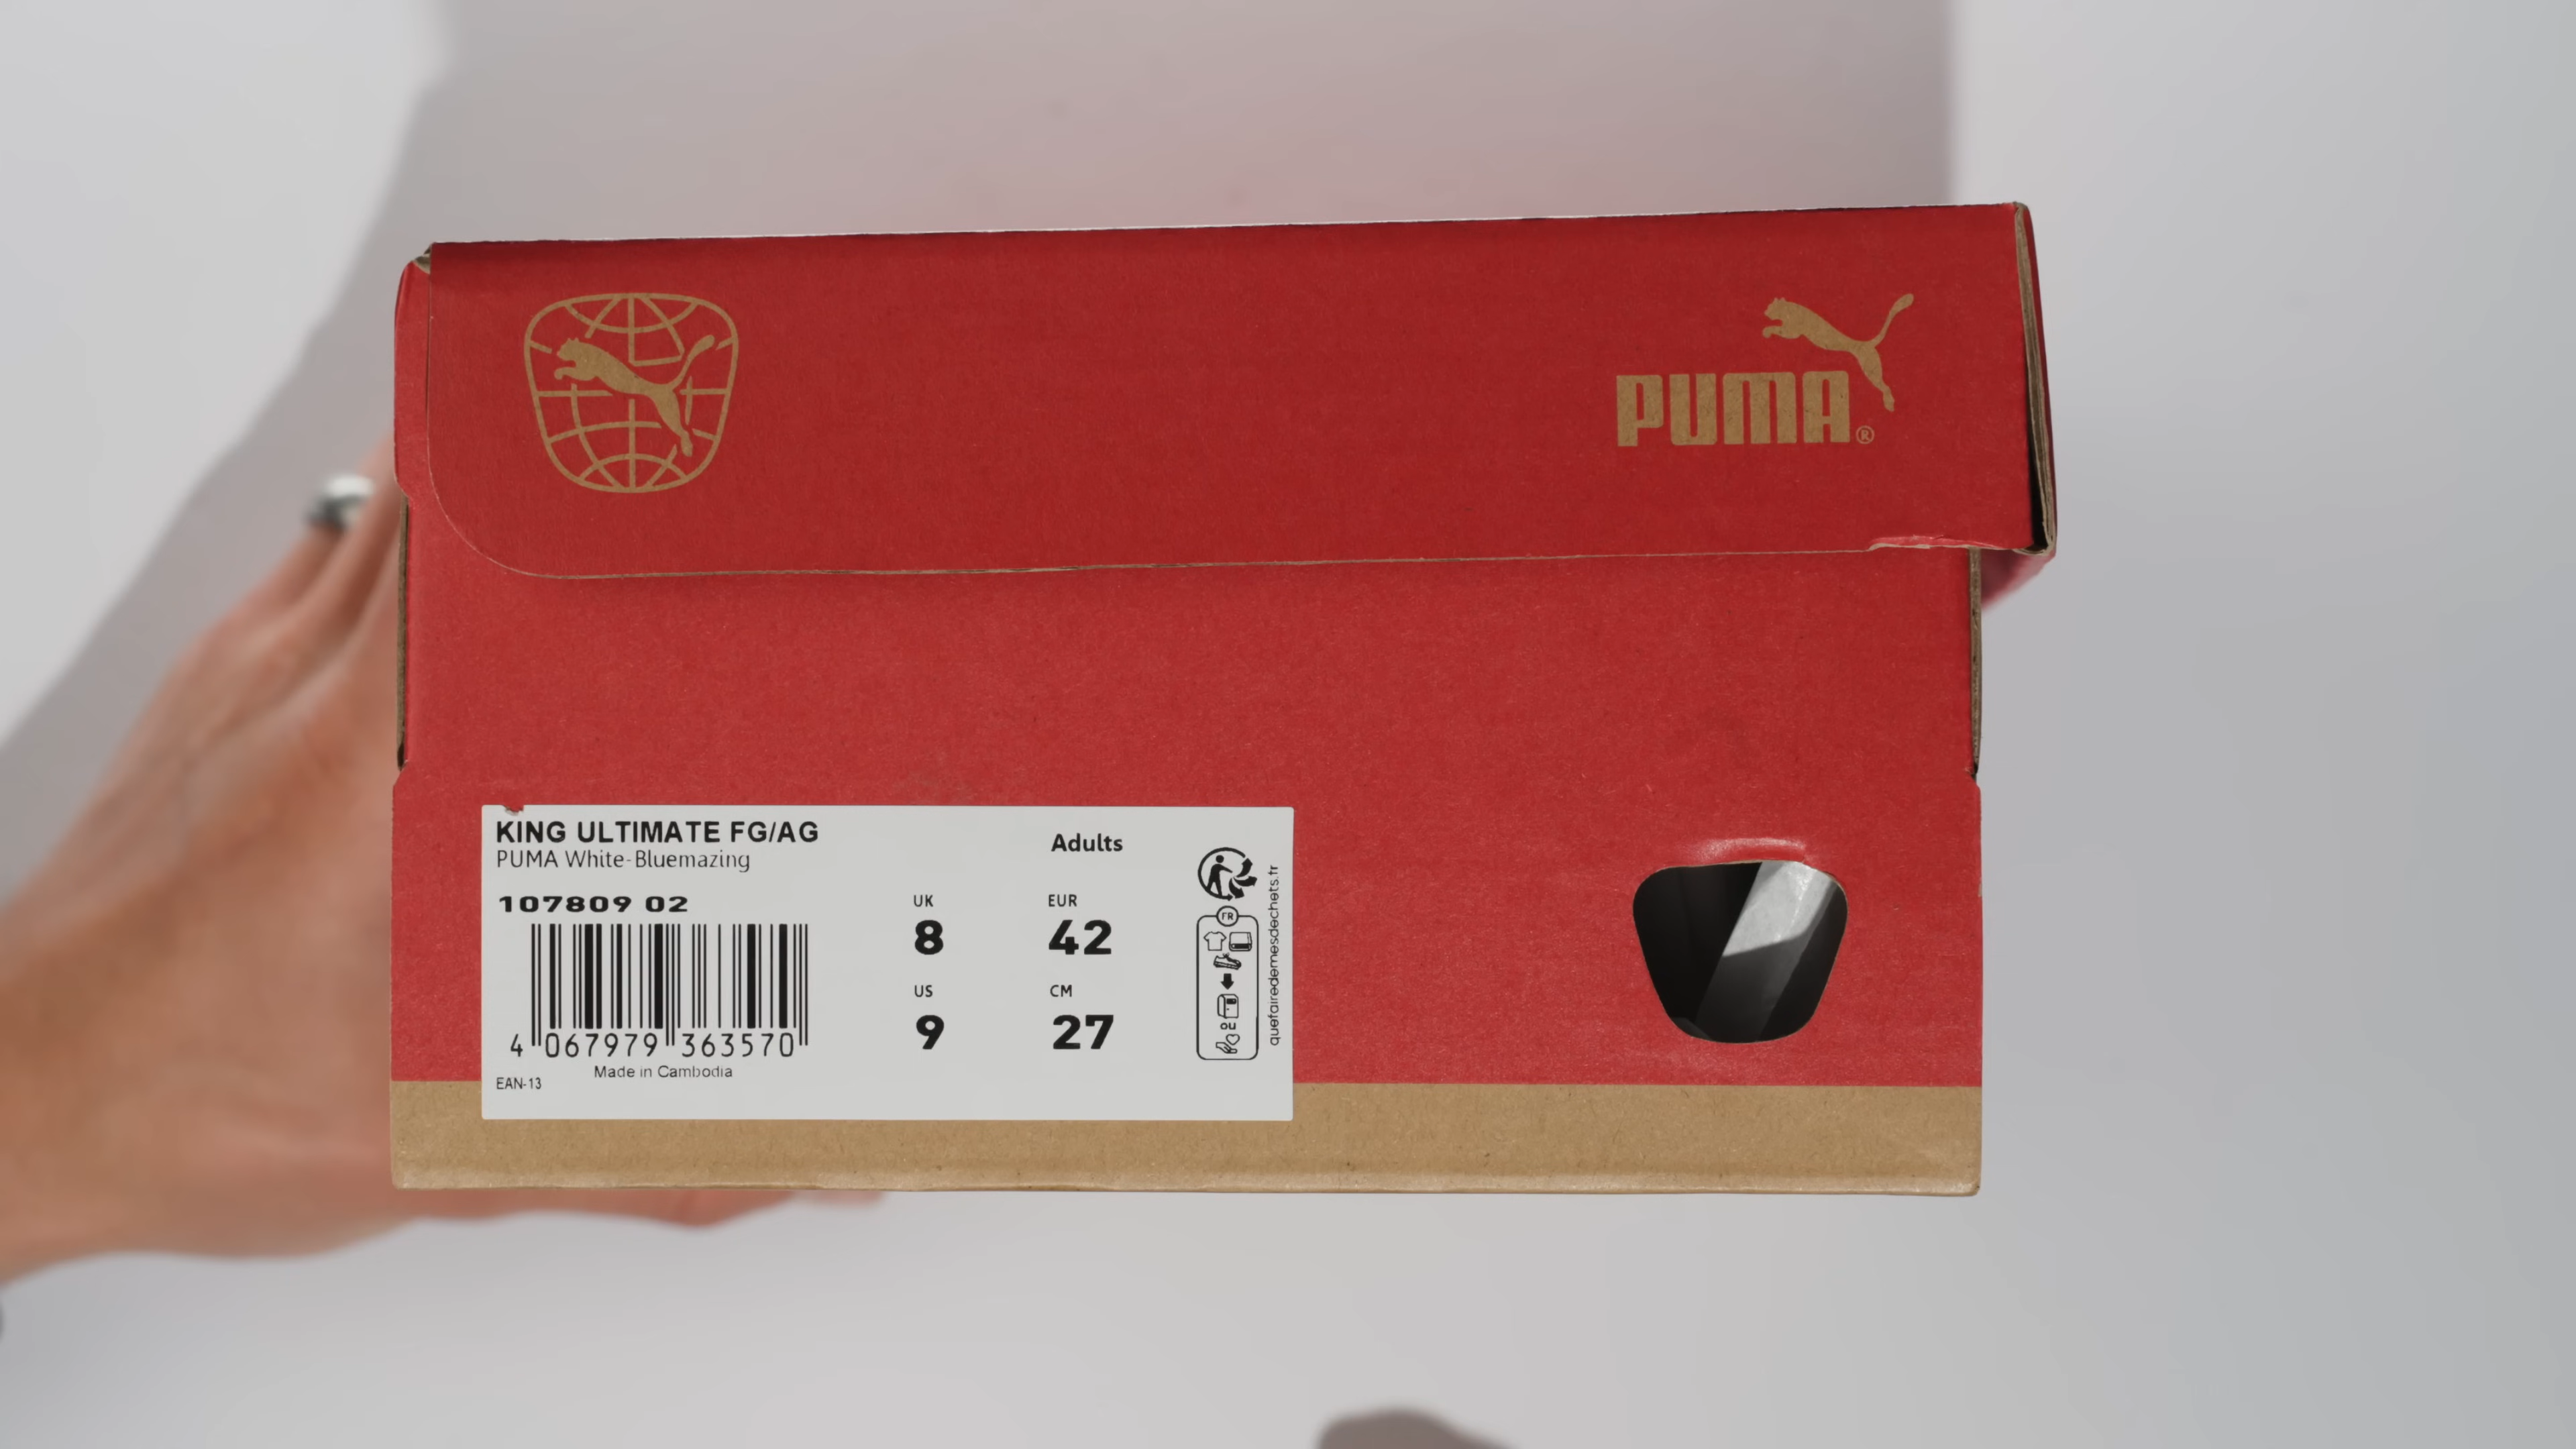 PUMA®
KING ULTIMATE FG/AG
PUMA White-Bluemazing
Adults
107809 02
UK
8
EUR
42
US
9
CM
27
4 067979 363570
Made in Cambodia
EAN-13
FR
ou
quefairedemesdechets.fr